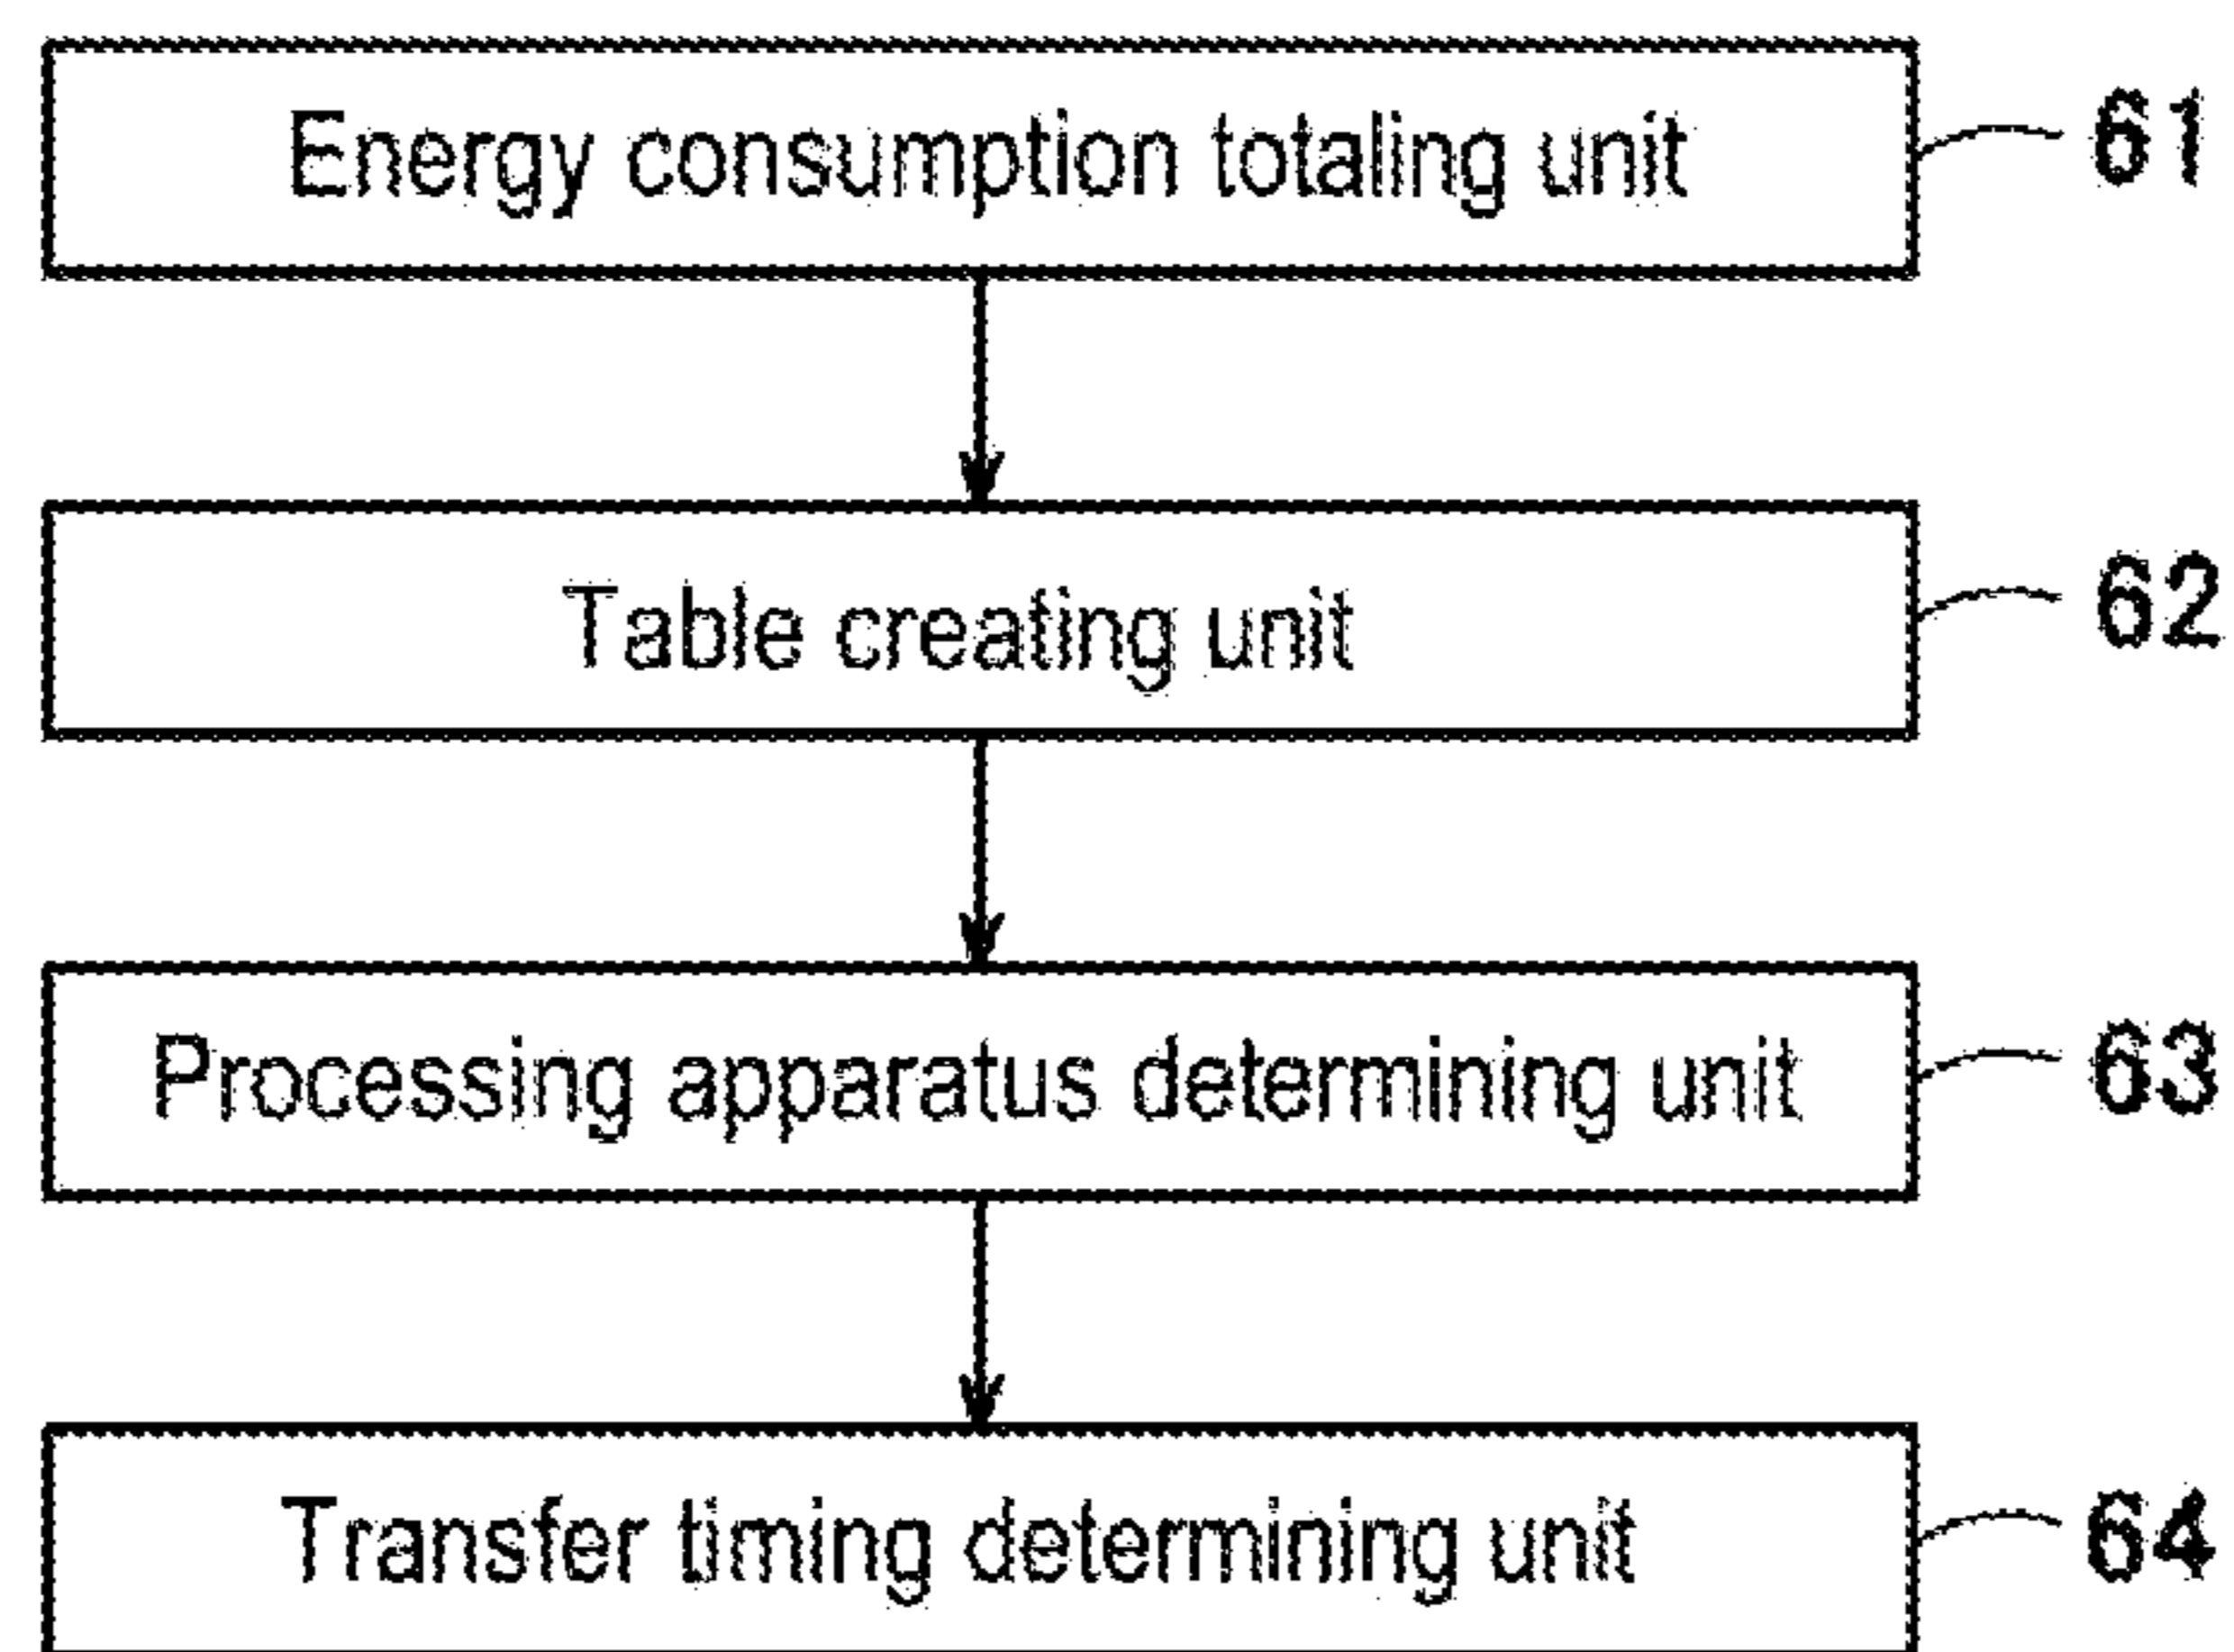 Energy consumption totaling unit 61
Table creating unit 62
Processing apparatus determining unit 63
Transfer timing determining unit 64